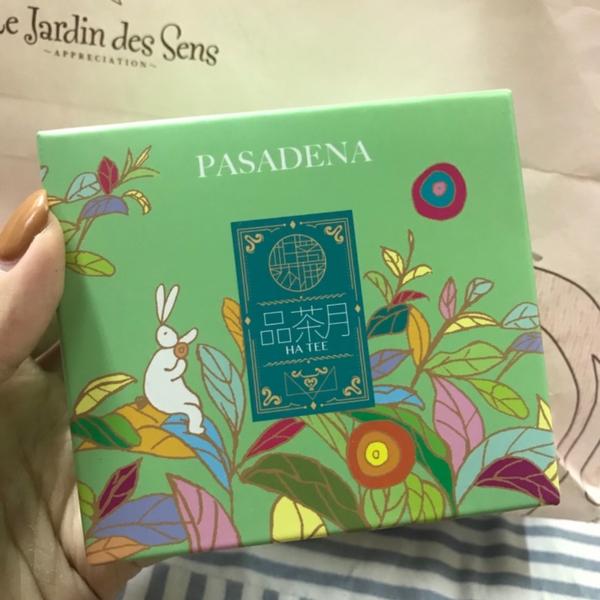 Le Jardin des Sens
~APPRECIATION~
PASADENA
品茶月
HA TEE